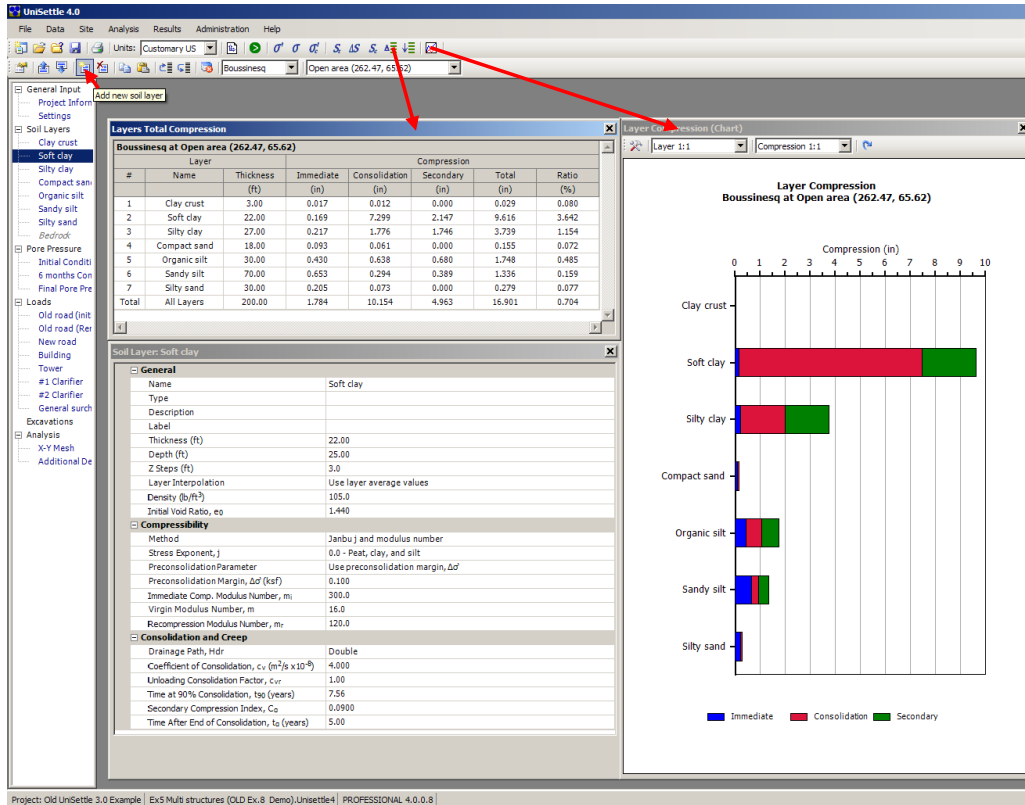 UniSettle 4.0
File Data Site Analysis Results Administration Help
Units: Customary US σ' σ S, ΔS S,
Boussinesq Open area (262.47, 65.62)
Add new soil layer
General Input
Project Inforn
Settings
Soil Layers
Clay crust
Soft clay
Silty clay
Compact san
Organic silt
Sandy silt
Silty sand
Bedrock
Pore Pressure
Initial Conditi
6 months Con
Final Pore Pre
Loads
Old road (init
Old road (Rer
New road
Building
Tower
#1 Clarifier
#2 Clarifier
General surch
Excavations
Analysis
X-Y Mesh
Additional De
Layers Total Compression
Boussinesq at Open area (262.47, 65.62)
Layer Compression
# Name Thickness Immediate Consolidation Secondary Total Ratio
(ft) (in) (in) (in) (in) (%)
1 Clay crust 3.00 0.017 0.012 0.000 0.029 0.080
2 Soft clay 22.00 0.169 7.299 2.147 9.616 3.642
3 Silty clay 27.00 0.217 1.776 1.746 3.739 1.154
4 Compact sand 18.00 0.093 0.061 0.000 0.155 0.072
5 Organic silt 30.00 0.430 0.638 0.680 1.748 0.485
6 Sandy silt 70.00 0.653 0.294 0.389 1.336 0.159
7 Silty sand 30.00 0.205 0.073 0.000 0.279 0.077
Total All Layers 200.00 1.784 10.154 4.963 16.901 0.704
Soil Layer: Soft clay
General
Name Soft clay
Type
Description
Label
Thickness (ft) 22.00
Depth (ft) 25.00
Z Steps (ft) 3.0
Layer Interpolation Use layer average values
Density (lb/ft³) 105.0
Initial Void Ratio, e₀ 1.440
Compressibility
Method Janbu j and modulus number
Stress Exponent, j 0.0 - Peat, clay, and silt
Preconsolidation Parameter Use preconsolidation margin, Δσ'
Preconsolidation Margin, Δσ' (ksf) 0.100
Immediate Comp. Modulus Number, mᵢ 300.0
Virgin Modulus Number, m 16.0
Recompression Modulus Number, mᵣ 120.0
Consolidation and Creep
Drainage Path, Hdr Double
Coefficient of Consolidation, cᵥ (m²/s x10⁻⁸) 4.000
Unloading Consolidation Factor, cᵥᵣ 1.00
Time at 90% Consolidation, t₉₀ (years) 7.56
Secondary Compression Index, Cα 0.0900
Time After End of Consolidation, tα (years) 5.00
Layer Compression (Chart)
Layer 1:1 Compression 1:1
Layer Compression
Boussinesq at Open area (262.47, 65.62)
Compression (in)
0 1 2 3 4 5 6 7 8 9 10
Clay crust
Soft clay
Silty clay
Compact sand
Organic silt
Sandy silt
Silty sand
Immediate Consolidation Secondary
Project: Old UniSettle 3.0 Example Ex5 Multi structures (OLD Ex.8 Demo).Unisettle4 PROFESSIONAL 4.0.0.8